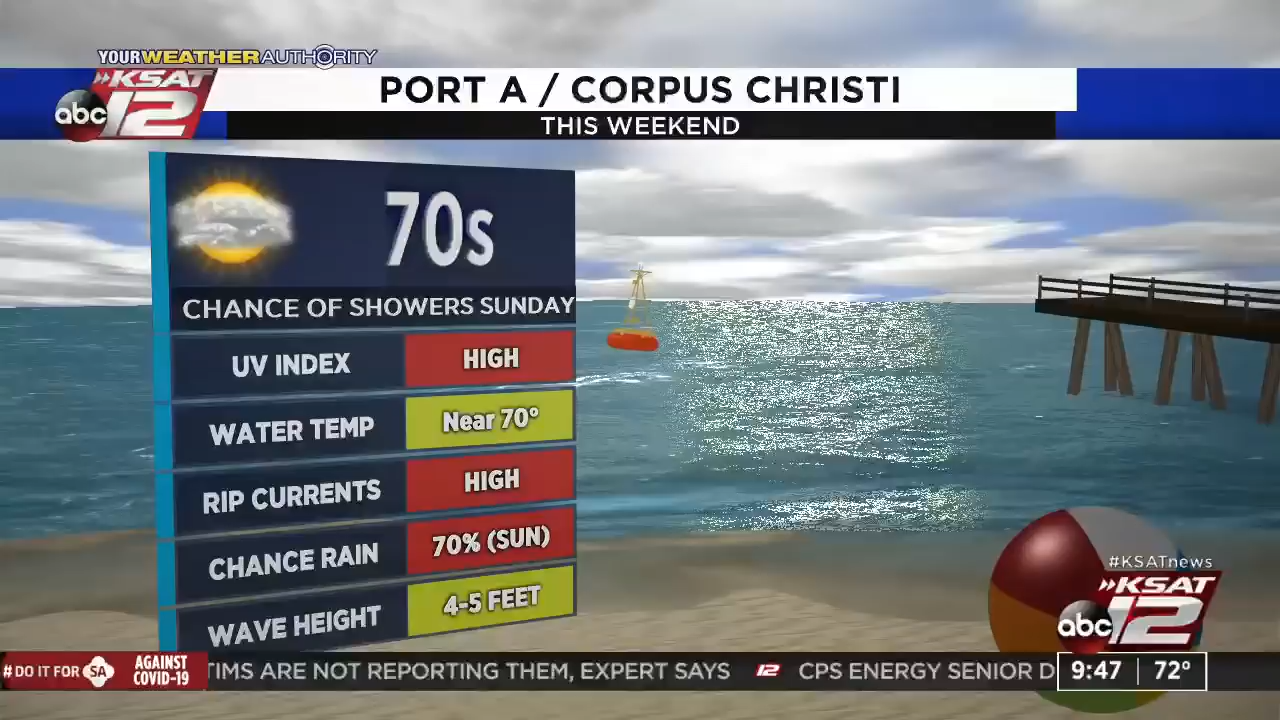 YOURWEATHERAUTHORITY
KSAT
abc 12
PORT A / CORPUS CHRISTI
THIS WEEKEND
70s
CHANCE OF SHOWERS SUNDAY
UV INDEX HIGH
WATER TEMP Near 70°
RIP CURRENTS HIGH
CHANCE RAIN 70% (SUN)
WAVE HEIGHT 4-5 FEET
#KSATnews
KSAT
abc 12
#DO IT FOR SA AGAINST
COVID-19
TIMS ARE NOT REPORTING THEM, EXPERT SAYS 12 CPS ENERGY SENIOR D
9:47 72°